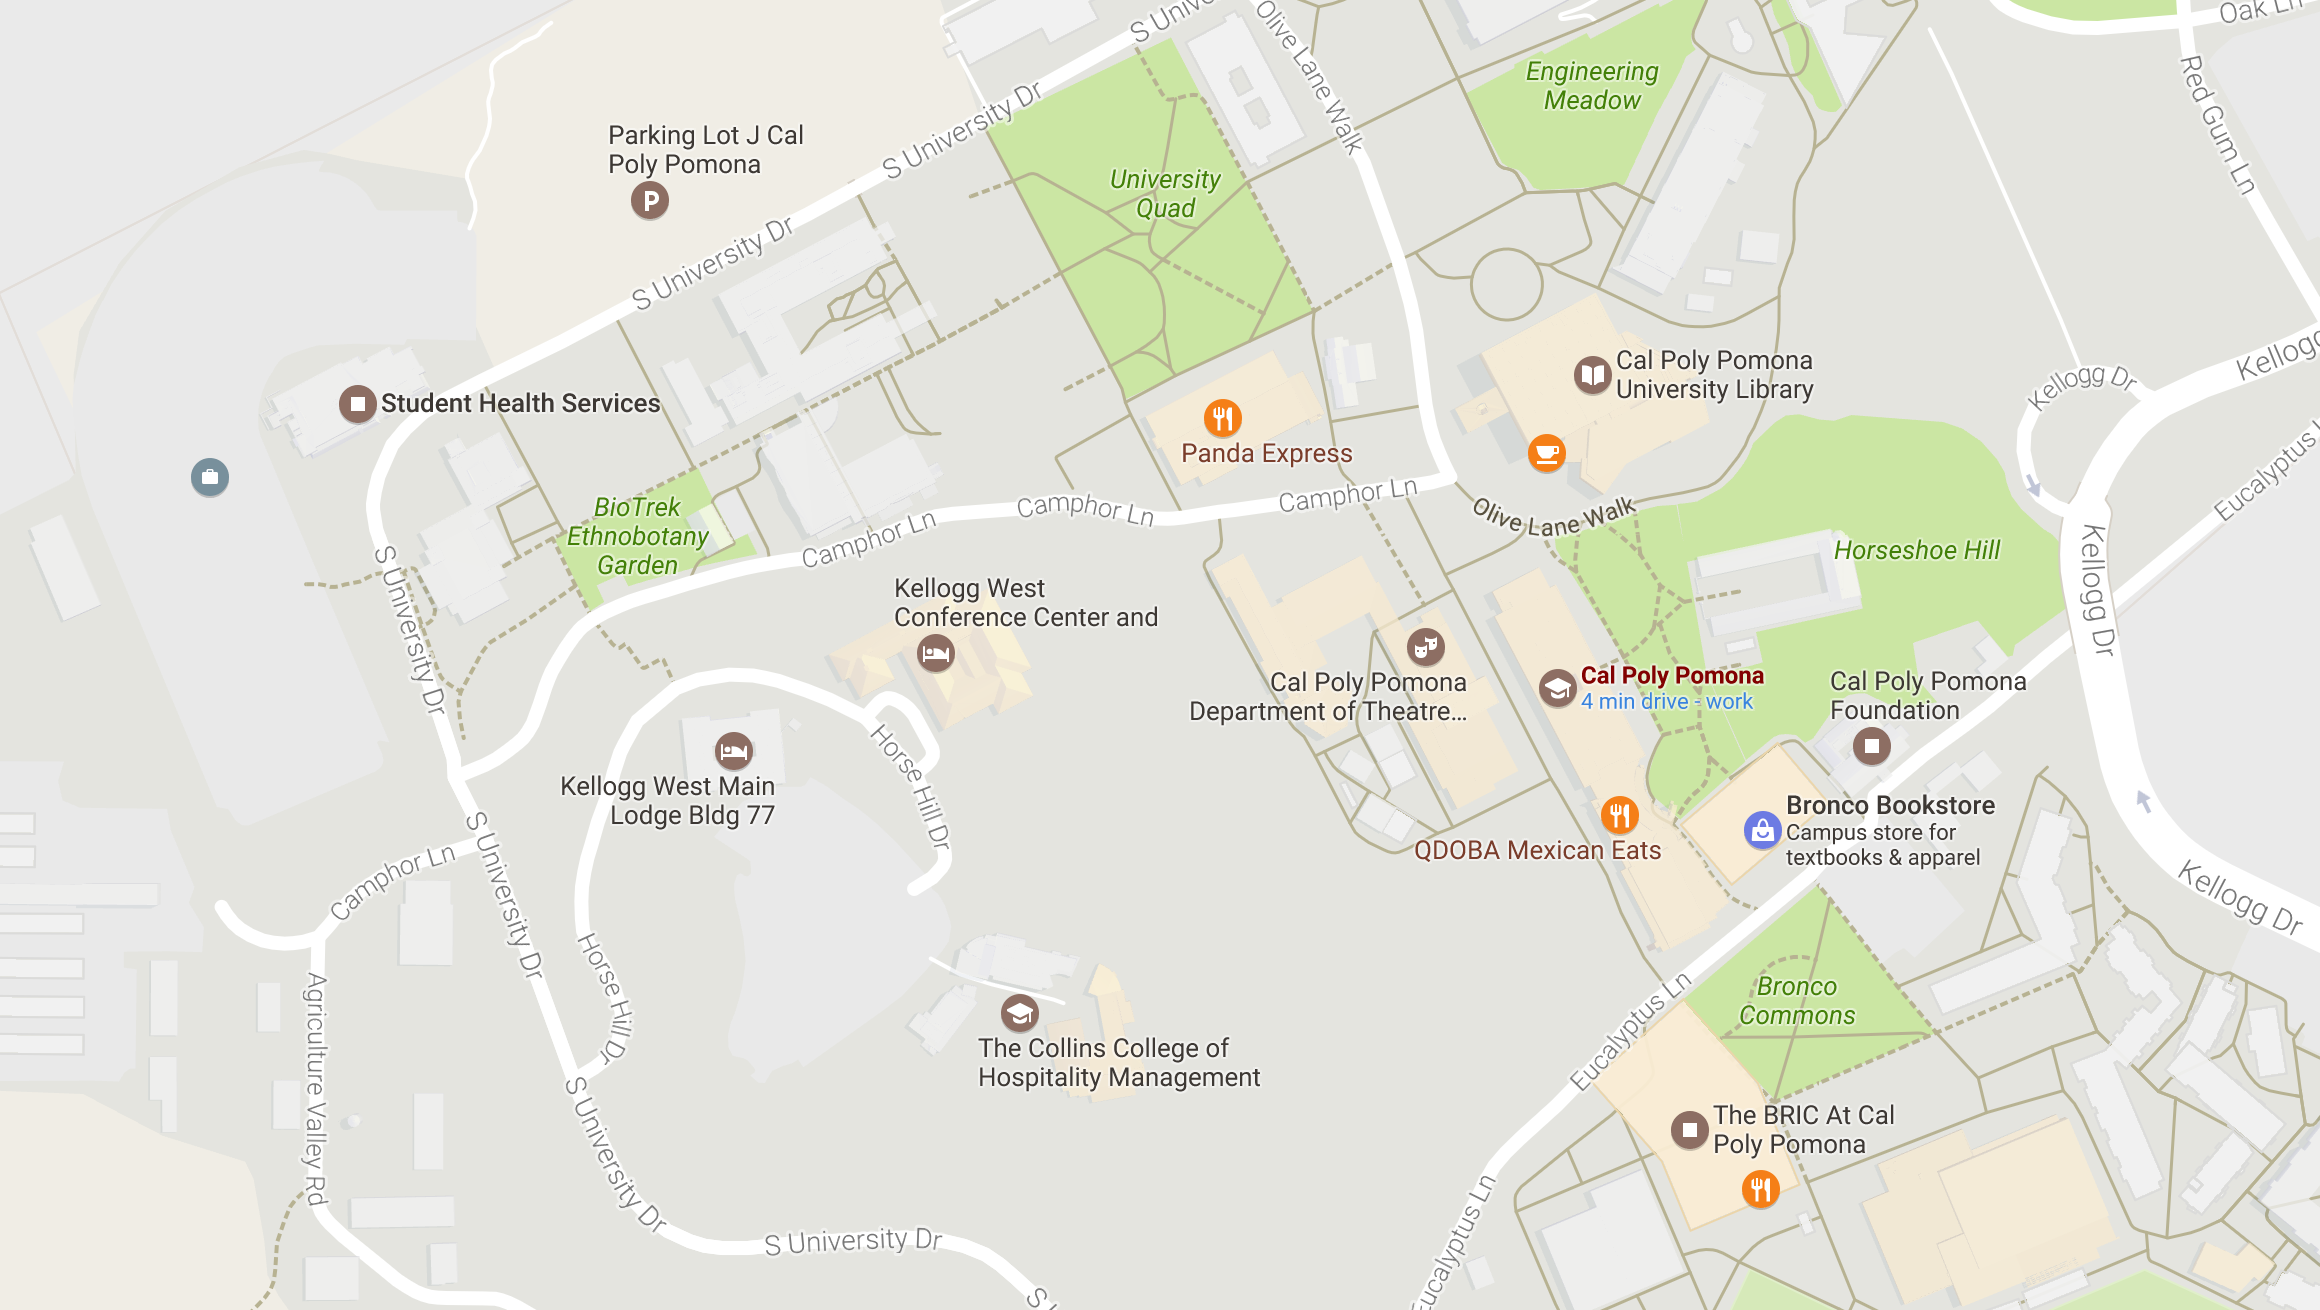 S Unive
Olive Lane Walk
Oak Ln
Engineering
Meadow
Red Gum Ln
S University Dr
Parking Lot J Cal
Poly Pomona
P
University
Quad
S University Dr
Kellogg
Cal Poly Pomona
University Library
Kellogg Dr
Student Health Services
Panda Express
Eucalyptus L
Camphor Ln
Camphor Ln
Camphor Ln
Olive Lane Walk
BioTrek
Ethnobotany
Garden
Horseshoe Hill
Kellogg Dr
S University Dr
Kellogg West
Conference Center and
Cal Poly Pomona
Department of Theatre...
Cal Poly Pomona
4 min drive - work
Cal Poly Pomona
Foundation
Horse Hill Dr
Kellogg West Main
Lodge Bldg 77
Bronco Bookstore
Campus store for
textbooks & apparel
QDOBA Mexican Eats
Camphor Ln
S University Dr
Kellogg Dr
Horse Hill Dr
Bronco
Commons
Eucalyptus Ln
Agriculture Valley Rd
The Collins College of
Hospitality Management
S University Dr
The BRIC At Cal
Poly Pomona
S University Dr
Eucalyptus Ln
S U